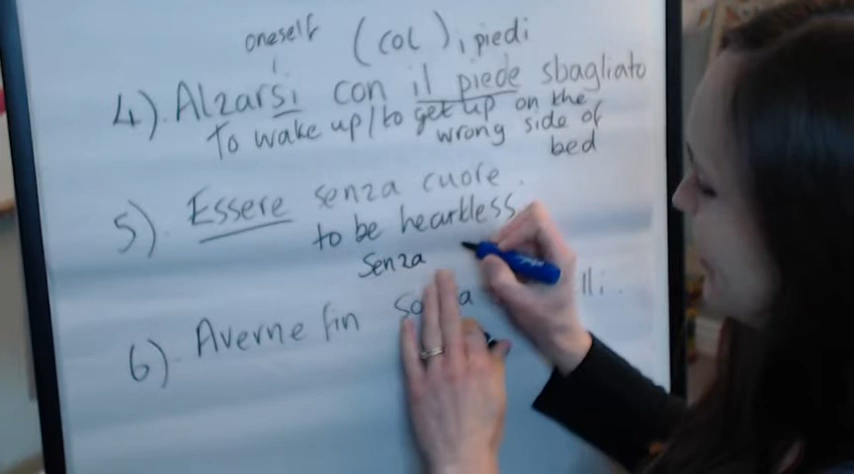 oneself (col) i piedi
4). Alzarsi con il piede sbagliato
to wake up/to get up on the
wrong side of
bed
5). Essere senza cuore.
to be heartless.
senza
6). Averne fin